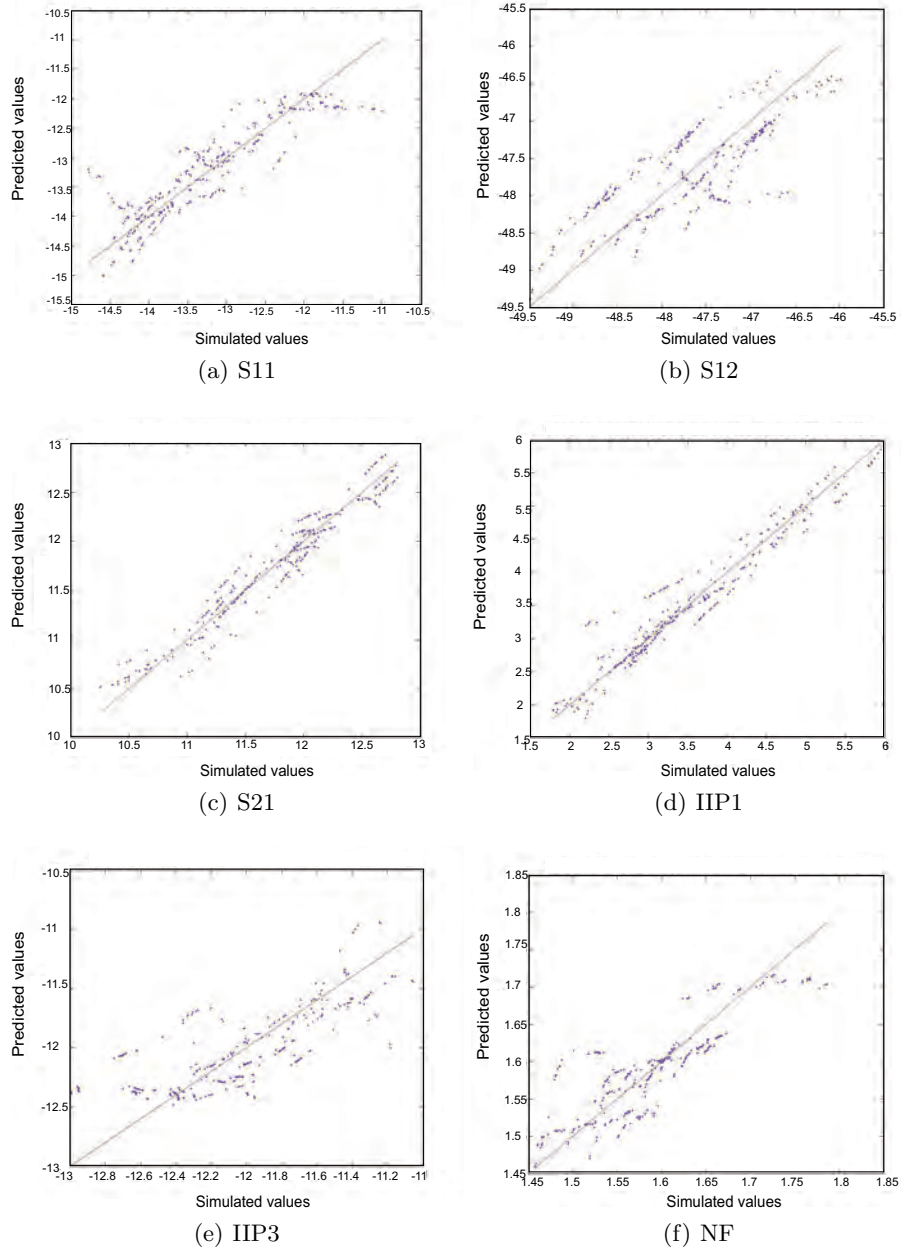 -10.5
-11
-11.5
-12
-12.5
-13
-13.5
-14
-14.5
-15
-15.5
Predicted values
-15 -14.5 -14 -13.5 -13 -12.5 -12 -11.5 -11 -10.5
Simulated values
(a) S11
-45.5
-46
-46.5
-47
-47.5
-48
-48.5
-49
-49.5
Predicted values
-49.5 -49 -48.5 -48 -47.5 -47 -46.5 -46 -45.5
Simulated values
(b) S12
13
12.5
12
11.5
11
10.5
10
Predicted values
10 10.5 11 11.5 12 12.5 13
Simulated values
(c) S21
6
5.5
5
4.5
4
3.5
3
2.5
2
1.5
Predicted values
1.5 2 2.5 3 3.5 4 4.5 5 5.5 6
Simulated values
(d) IIP1
-10.5
-11
-11.5
-12
-12.5
-13
Predicted values
-13 -12.8 -12.6 -12.4 -12.2 -12 -11.8 -11.6 -11.4 -11.2 -11
Simulated values
(e) IIP3
1.85
1.8
1.75
1.7
1.65
1.6
1.55
1.5
1.45
Predicted values
1.45 1.5 1.55 1.6 1.65 1.7 1.75 1.8 1.85
Simulated values
(f) NF